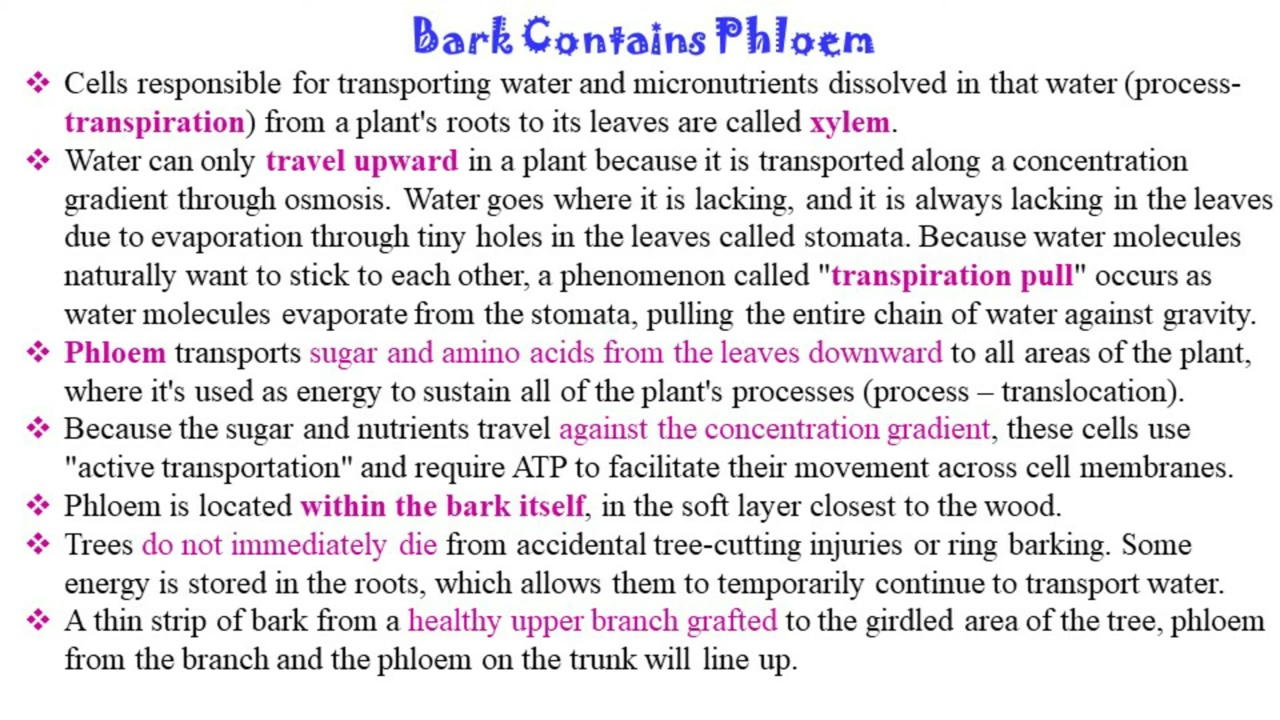 Bark Contains Phloem
❖ Cells responsible for transporting water and micronutrients dissolved in that water (process-
transpiration) from a plant's roots to its leaves are called xylem.
❖ Water can only travel upward in a plant because it is transported along a concentration
gradient through osmosis. Water goes where it is lacking, and it is always lacking in the leaves
due to evaporation through tiny holes in the leaves called stomata. Because water molecules
naturally want to stick to each other, a phenomenon called "transpiration pull" occurs as
water molecules evaporate from the stomata, pulling the entire chain of water against gravity.
❖ Phloem transports sugar and amino acids from the leaves downward to all areas of the plant,
where it's used as energy to sustain all of the plant's processes (process – translocation).
❖ Because the sugar and nutrients travel against the concentration gradient, these cells use
"active transportation" and require ATP to facilitate their movement across cell membranes.
❖ Phloem is located within the bark itself, in the soft layer closest to the wood.
❖ Trees do not immediately die from accidental tree-cutting injuries or ring barking. Some
energy is stored in the roots, which allows them to temporarily continue to transport water.
❖ A thin strip of bark from a healthy upper branch grafted to the girdled area of the tree, phloem
from the branch and the phloem on the trunk will line up.